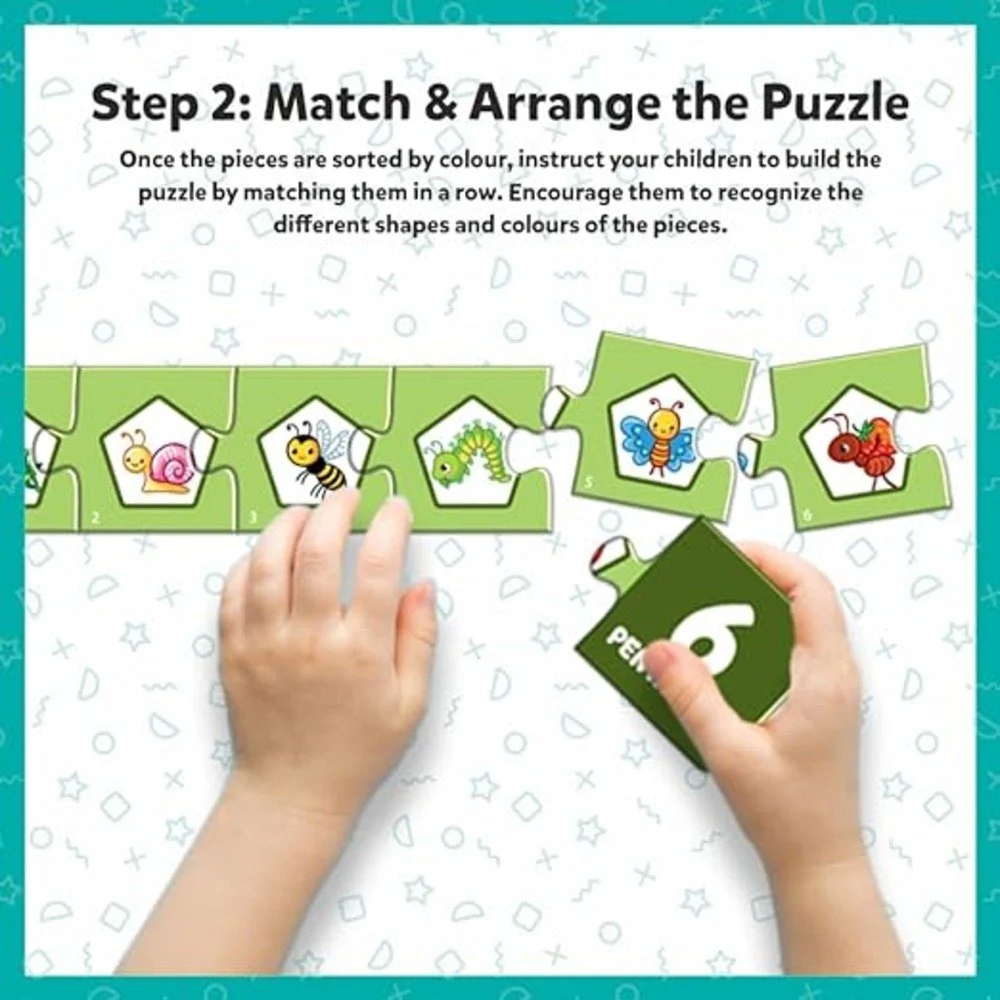 Step 2: Match & Arrange the Puzzle
Once the pieces are sorted by colour, instruct your children to build the
puzzle by matching them in a row. Encourage them to recognize the
different shapes and colours of the pieces.
2
3
5
6
6